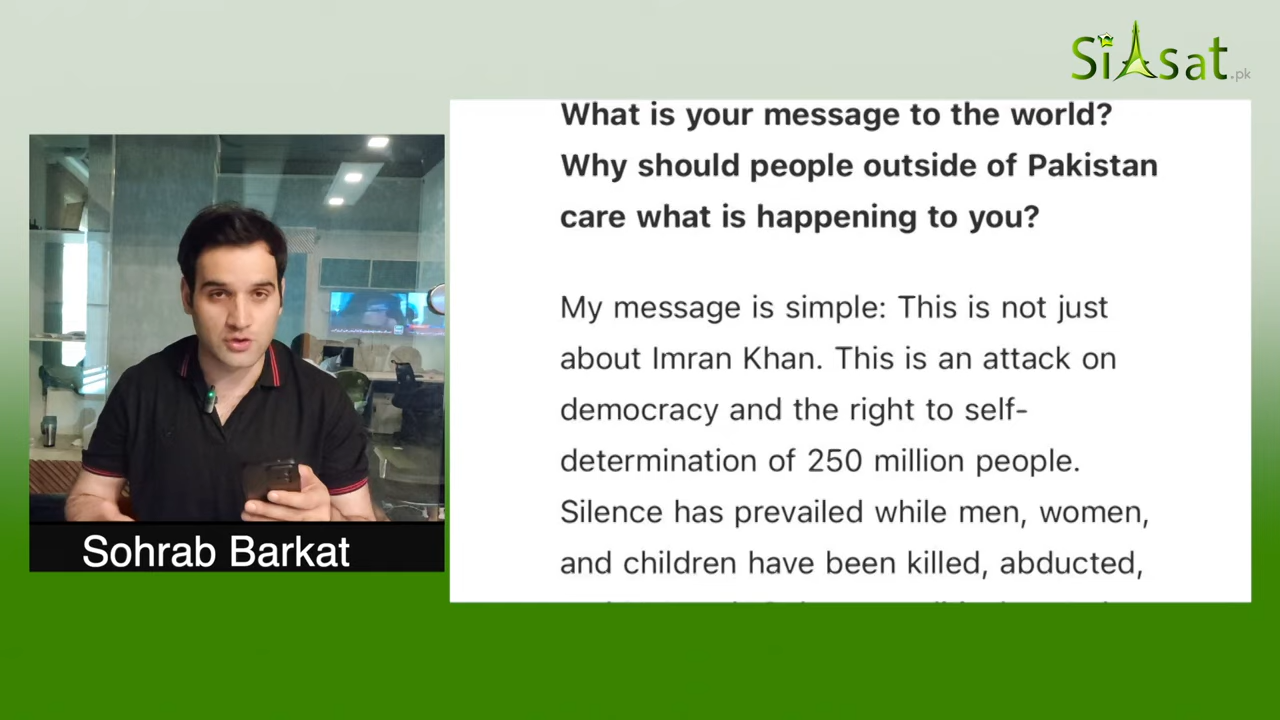 SiAsat.pk
What is your message to the world?
Why should people outside of Pakistan
care what is happening to you?
My message is simple: This is not just
about Imran Khan. This is an attack on
democracy and the right to self-
determination of 250 million people.
Silence has prevailed while men, women,
and children have been killed, abducted,
Sohrab Barkat